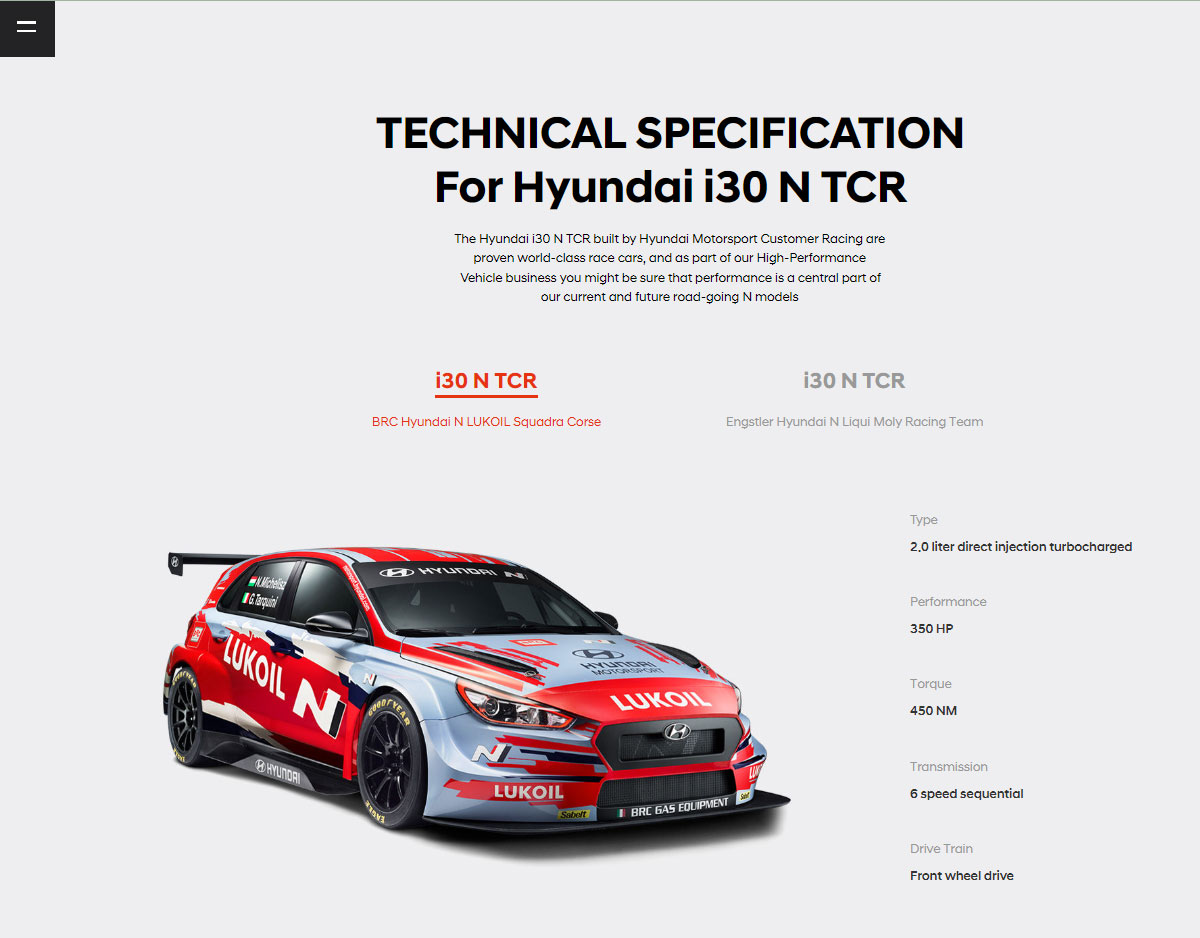 TECHNICAL SPECIFICATION
For Hyundai i30 N TCR
The Hyundai i30 N TCR built by Hyundai Motorsport Customer Racing are
proven world-class race cars, and as part of our High-Performance
Vehicle business you might be sure that performance is a central part of
our current and future road-going N models
i30 N TCR
i30 N TCR
BRC Hyundai N LUKOIL Squadra Corse
Engstler Hyundai N Liqui Moly Racing Team
Type
2.0 liter direct injection turbocharged
Performance
350 HP
Torque
450 NM
Transmission
6 speed sequential
Drive Train
Front wheel drive
HYUNDAI N
N.Michelisz
G.Tarquini
LUKOIL
N
N
HYUNDAI
MOTORSPORT
LUKOIL
GOODYEAR
EAGLE
N
LUKOIL
HYUNDAI
Sabelt
BRC GAS EQUIPMENT